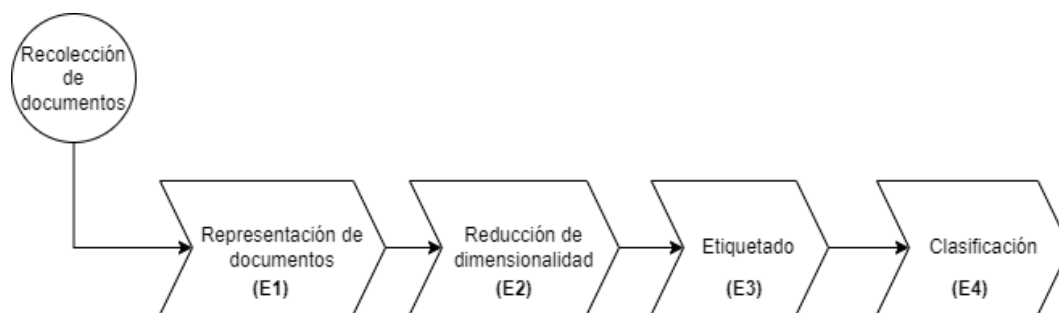 Recolección
de
documentos
Representación de
documentos
(E1)
Reducción de
dimensionalidad
(E2)
Etiquetado
(E3)
Clasificación
(E4)